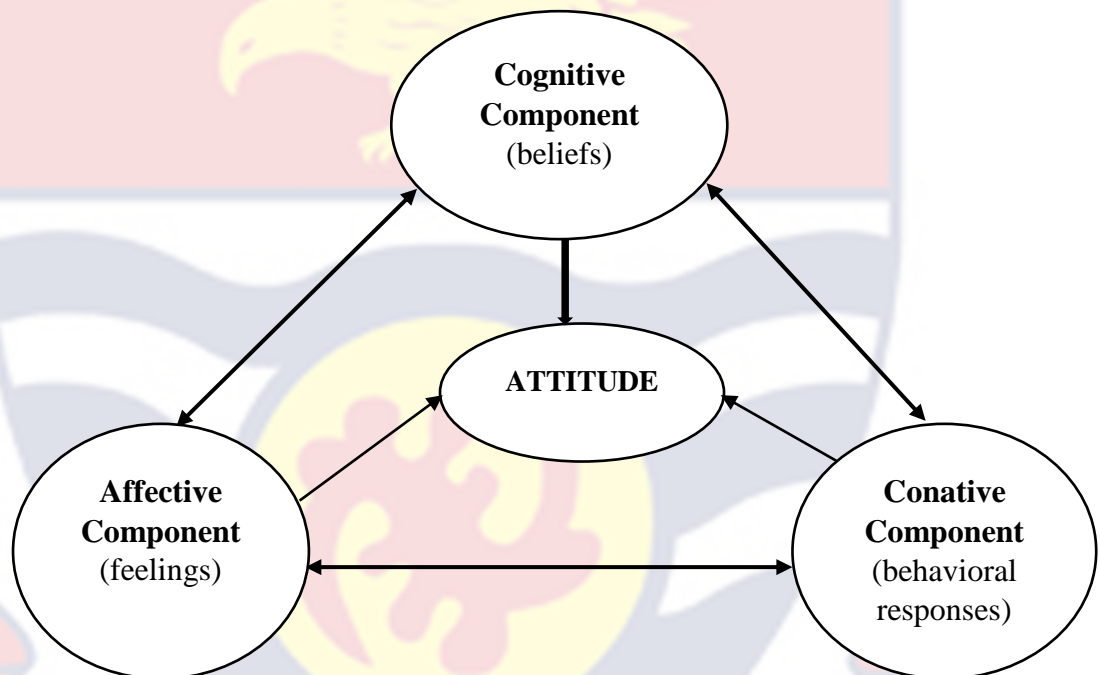 Cognitive
Component
(beliefs)
ATTITUDE
Affective
Component
(feelings)
Conative
Component
(behavioral
responses)